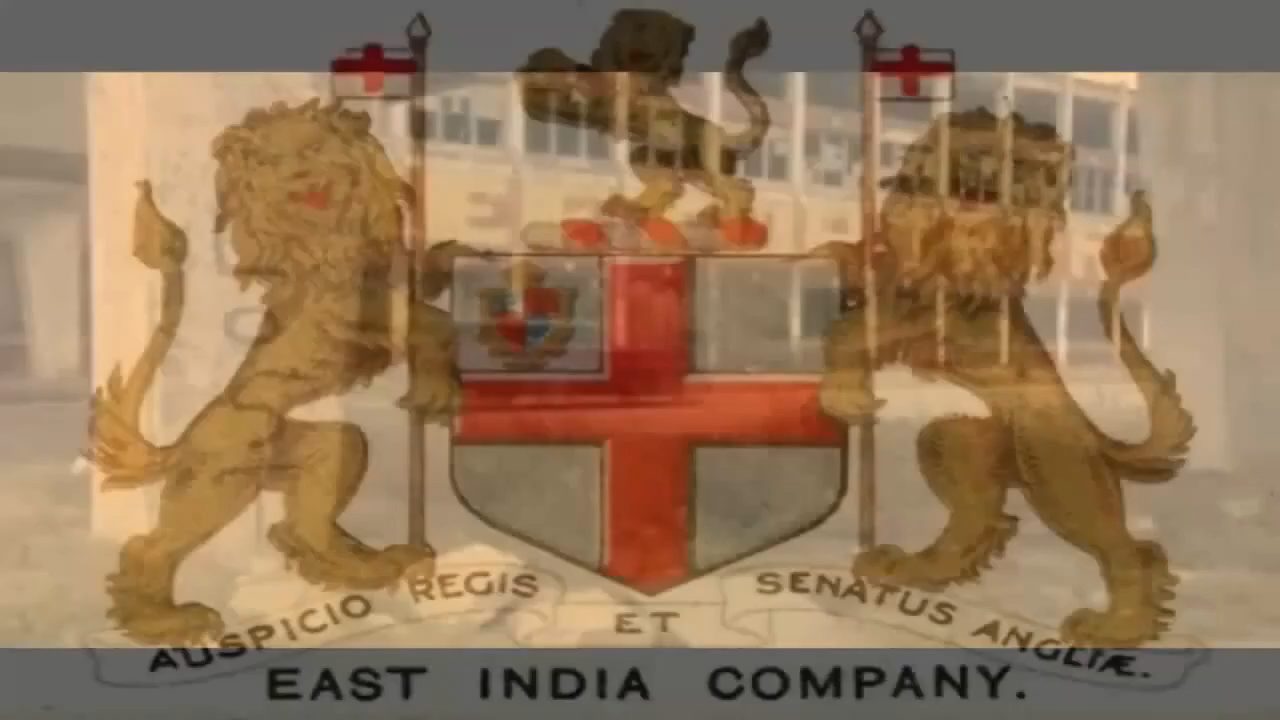 AUSPICIO REGIS ET SENATUS ANGLIÆ.
EAST INDIA COMPANY.